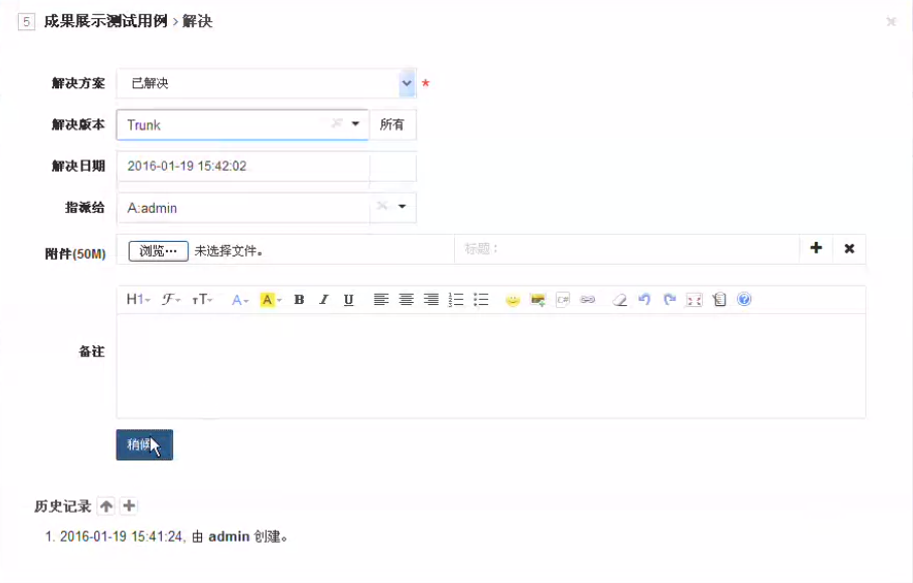 5 成果展示测试用例 > 解决
解决方案 已解决 *
解决版本 Trunk 所有
解决日期 2016-01-19 15:42:02
指派给 A:admin
附件(50M) 浏览… 未选择文件。 标题：
H1 F TT A A B I U C#
备注
历史记录
1. 2016-01-19 15:41:24, 由 admin 创建。